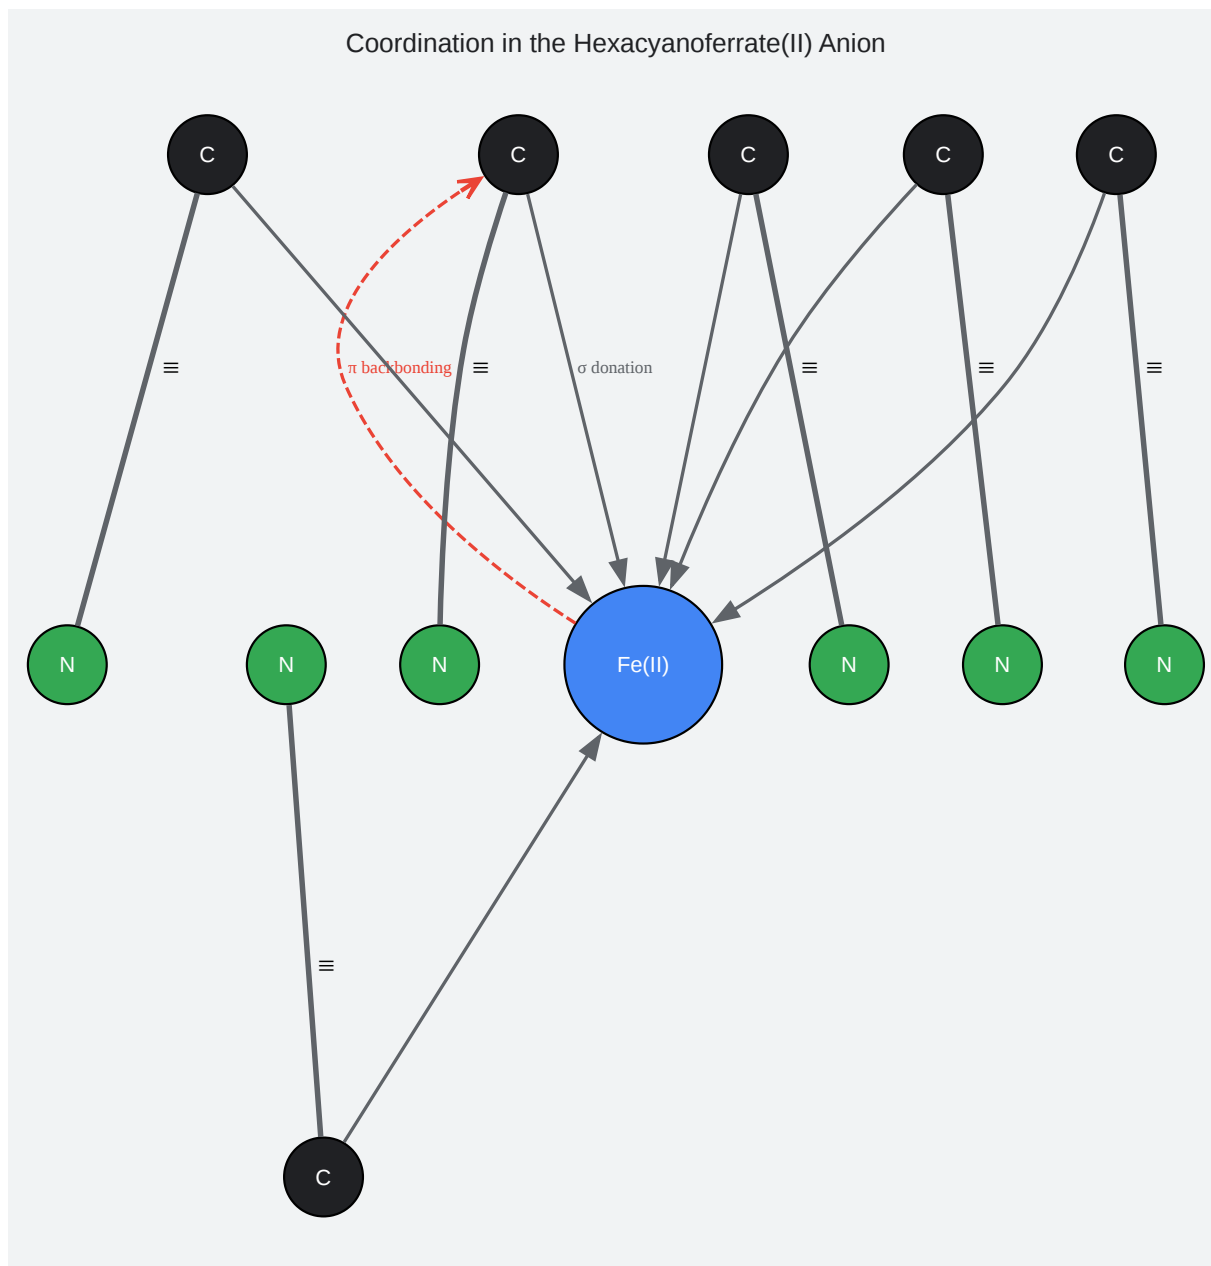 Coordination in the Hexacyanoferrate(II) Anion
C
C
C
C
C
≡
π backbonding
≡
σ donation
≡
≡
≡
N
N
N
Fe(II)
N
N
N
≡
C